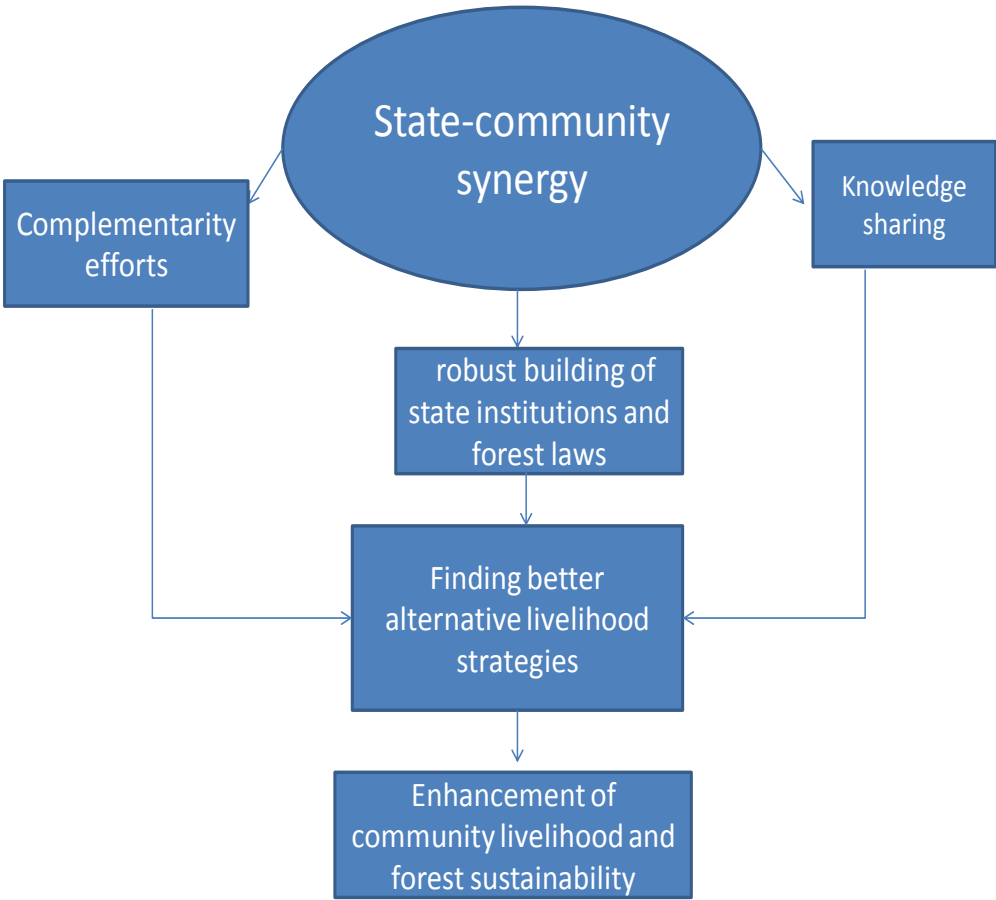 State-community
synergy
Complementarity
efforts
Knowledge
sharing
robust building of
state institutions and
forest laws
Finding better
alternative livelihood
strategies
Enhancement of
community livelihood and
forest sustainability